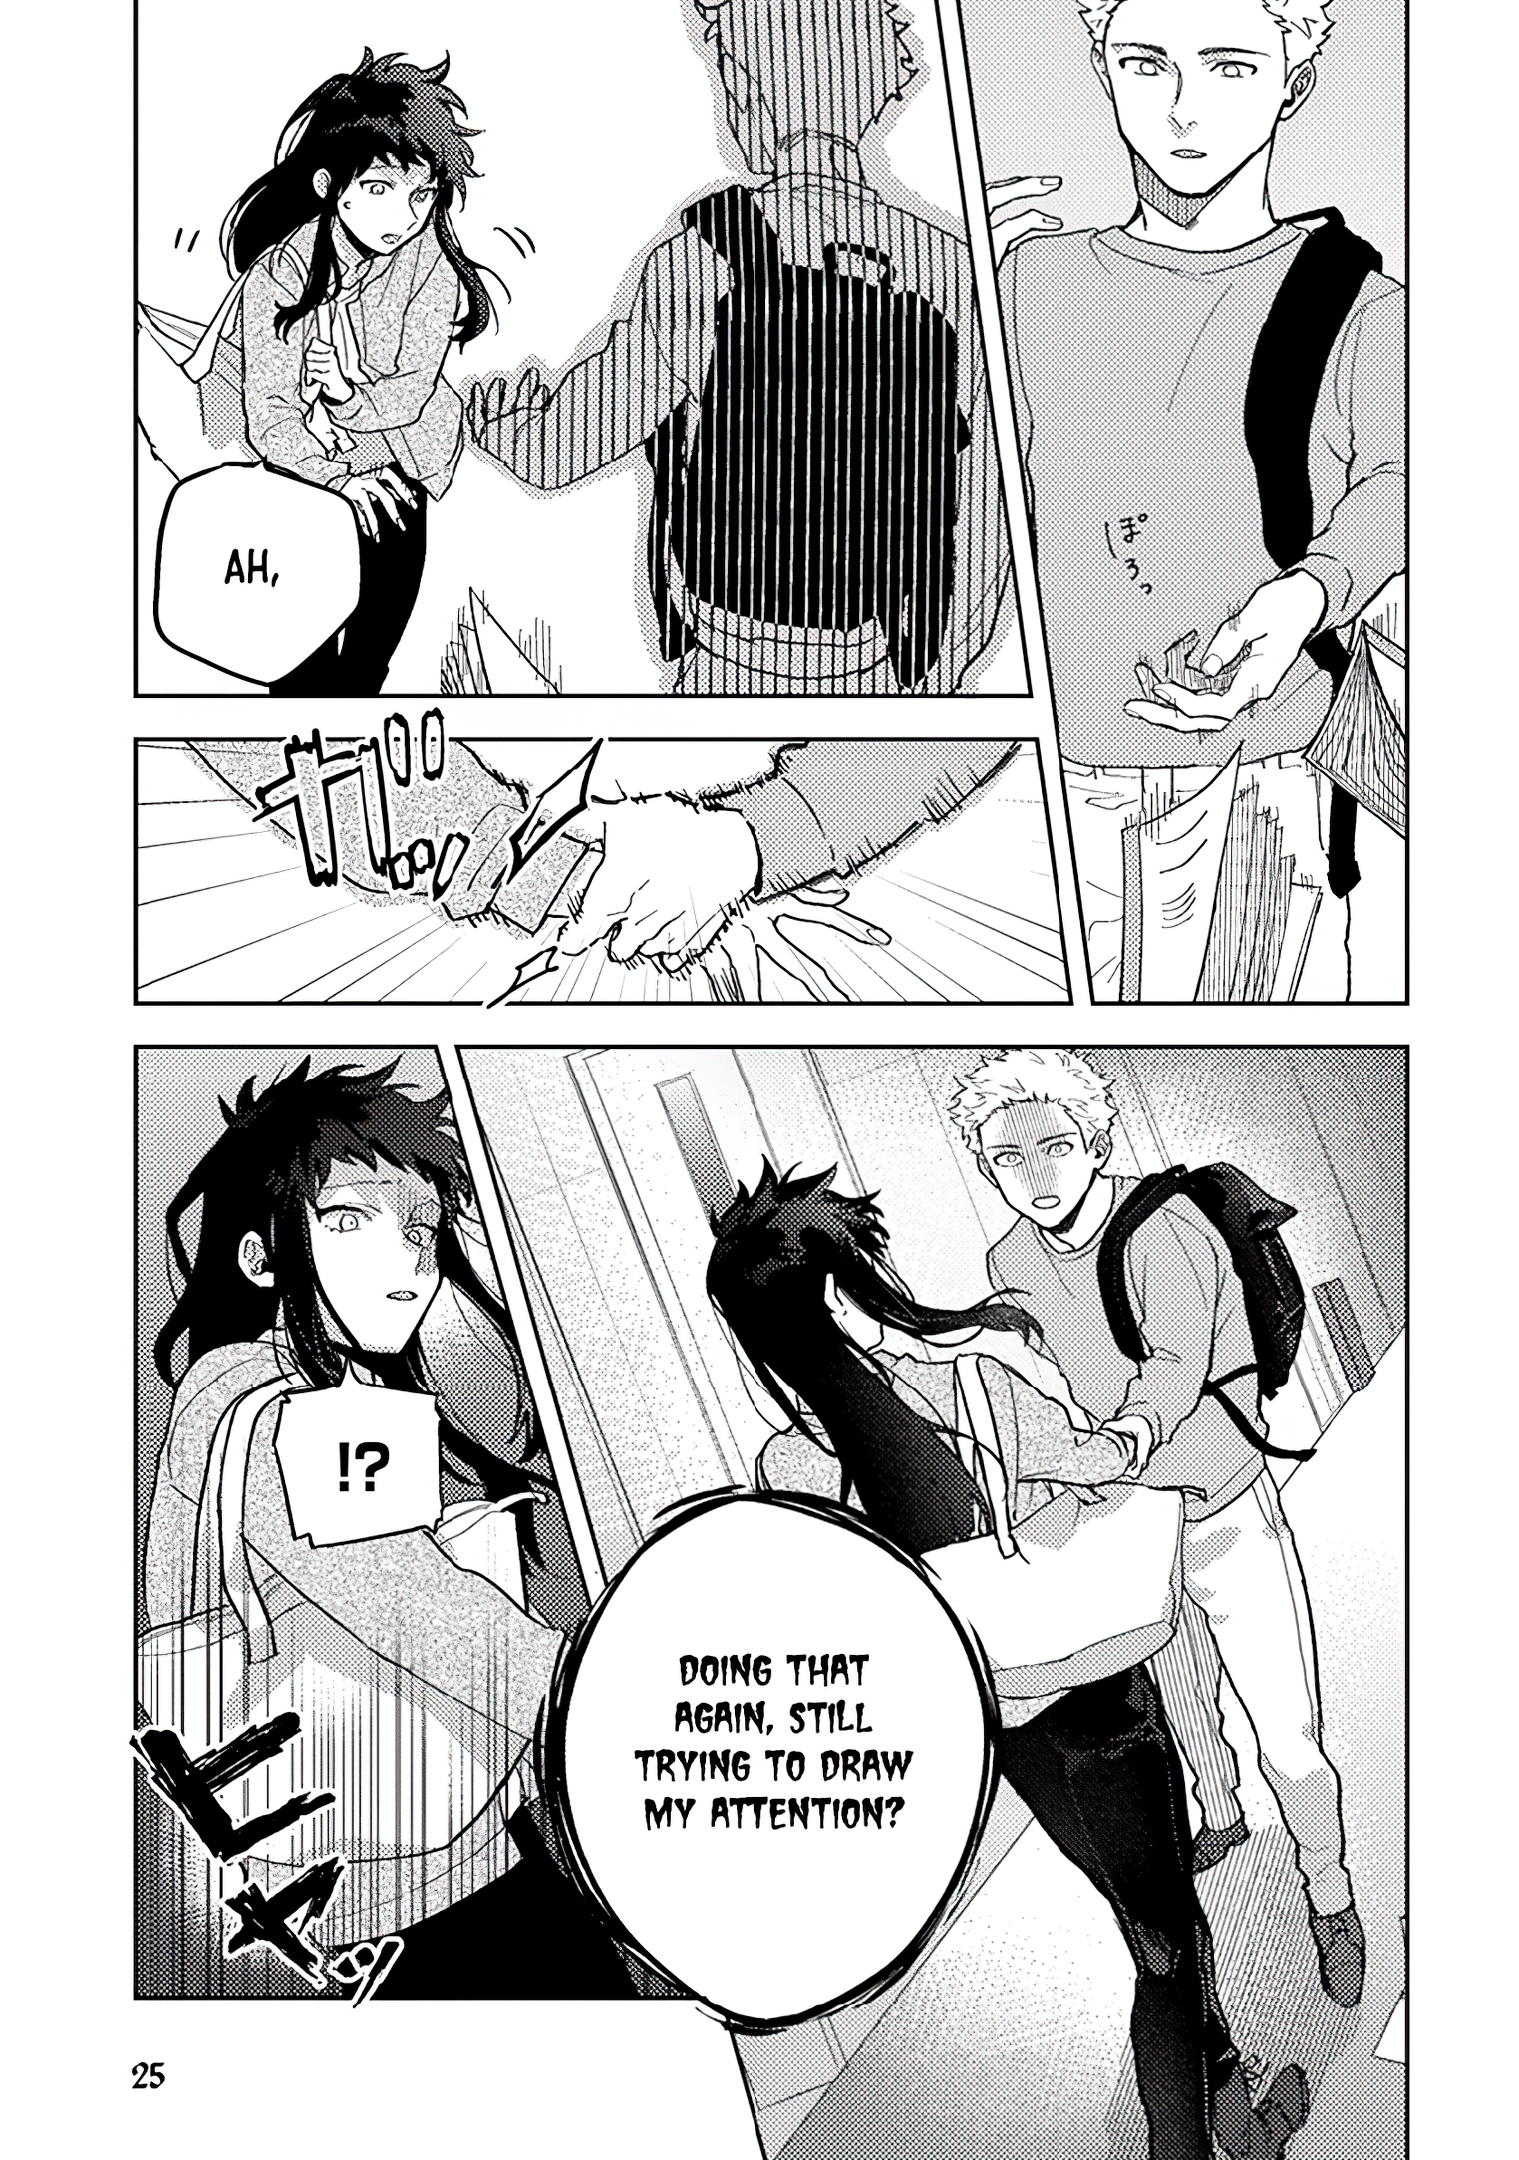 ぽろっ
AH,
ガッ
!?
DOING THAT
AGAIN, STILL
TRYING TO DRAW
MY ATTENTION?
ビクッ
25